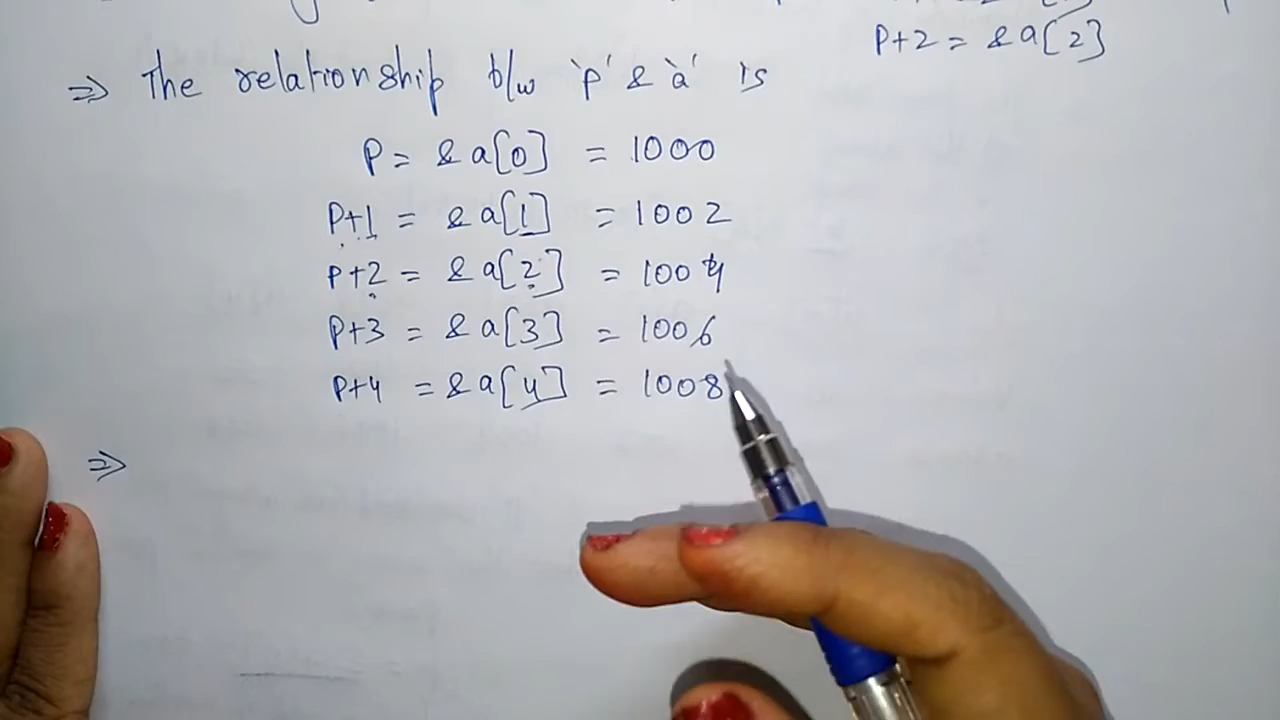 P+2 = & a[2]
⇒ The relationship b/w 'p' & 'a' is
P = & a[0] = 1000
P+1 = & a[1] = 1002
P+2 = & a[2] = 1004
P+3 = & a[3] = 1006
P+4 = & a[4] = 1008
⇒